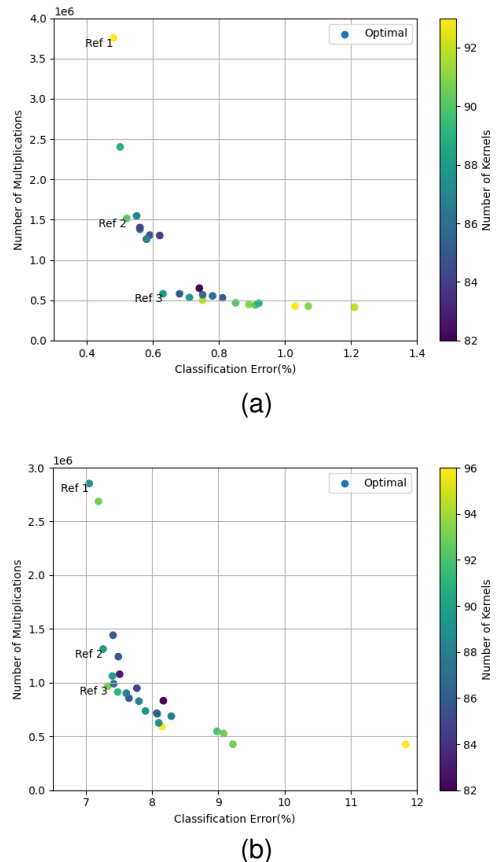 1e6
4.0
3.5
3.0
2.5
2.0
1.5
1.0
0.5
0.0
Number of Multiplications
Optimal
Ref 1
Ref 2
Ref 3
0.4 0.6 0.8 1.0 1.2 1.4
Classification Error(%)
92
90
88
86
84
82
Number of Kernels
(a)
1e6
3.0
2.5
2.0
1.5
1.0
0.5
0.0
Number of Multiplications
Optimal
Ref 1
Ref 2
Ref 3
7 8 9 10 11 12
Classification Error(%)
96
94
92
90
88
86
84
82
Number of Kernels
(b)